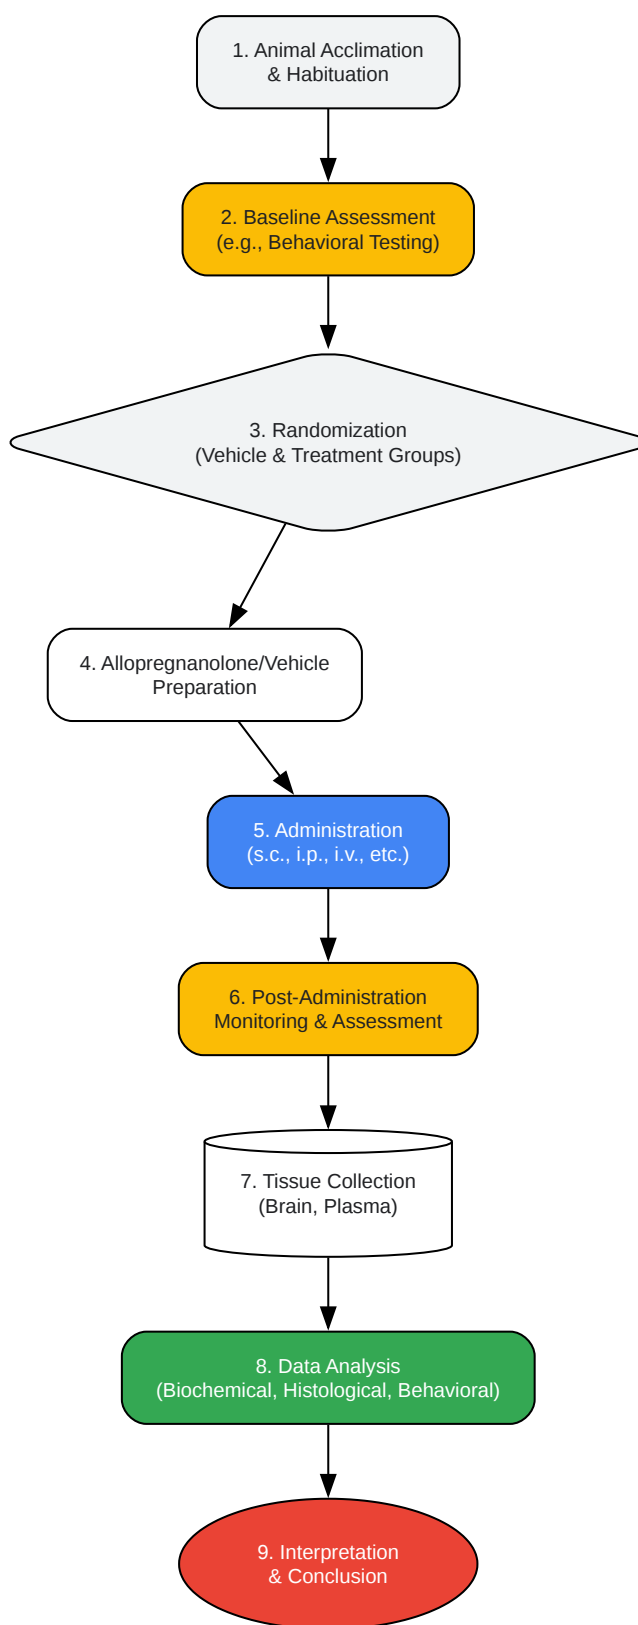 1. Animal Acclimation
& Habituation
2. Baseline Assessment
(e.g., Behavioral Testing)
3. Randomization
(Vehicle & Treatment Groups)
4. Allopregnanolone/Vehicle
Preparation
5. Administration
(s.c., i.p., i.v., etc.)
6. Post-Administration
Monitoring & Assessment
7. Tissue Collection
(Brain, Plasma)
8. Data Analysis
(Biochemical, Histological, Behavioral)
9. Interpretation
& Conclusion